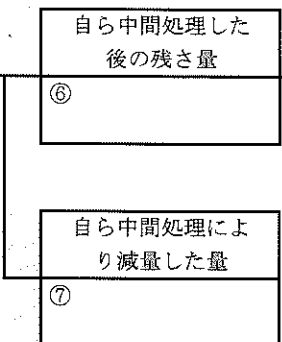 自ら中間処理した
後の残さ量
⑥
自ら中間処理によ
り減量した量
⑦